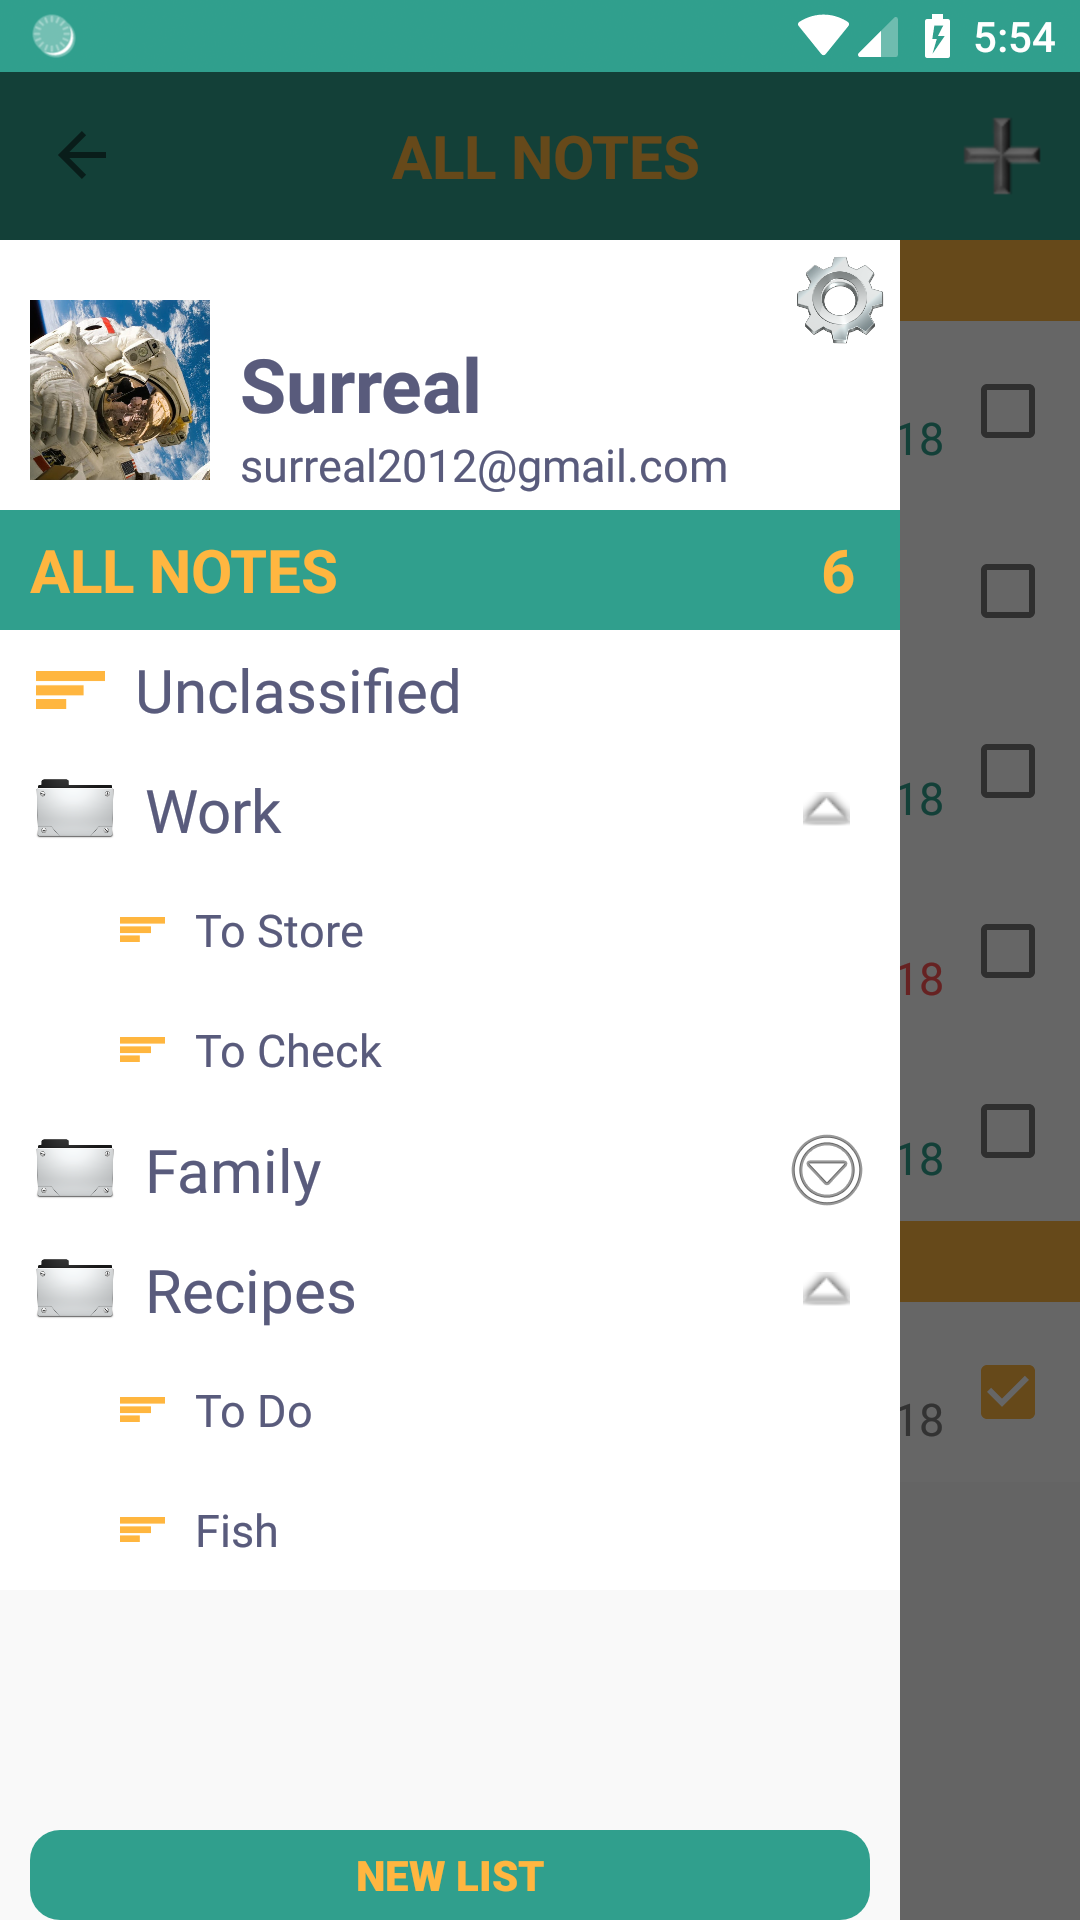 5:54
ALL NOTES
Surreal
18
surreal2012@gmail.com
ALL NOTES 6
Unclassified
Work
18
To Store
18
To Check
Family
18
Recipes
To Do
18
Fish
NEW LIST